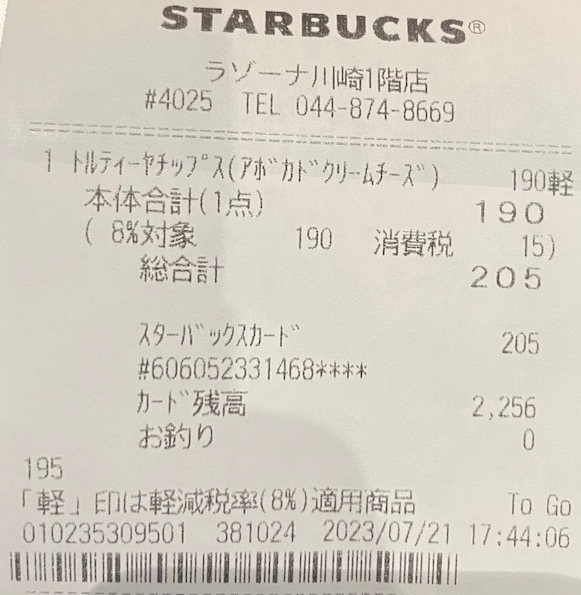 STARBUCKS®
ラゾーナ川崎1階店
#4025 TEL 044-874-8669
1 ﾄﾙﾃｨｰﾔﾁｯﾌﾟｽ(ｱﾎﾞｶﾄﾞｸﾘｰﾑﾁｰｽﾞ) 190軽
本体合計(1点) 190
( 8%対象 190 消費税 15)
総合計 205
ｽﾀｰﾊﾞｯｸｽｶｰﾄﾞ 205
#606052331468****
ｶｰﾄﾞ残高 2,256
お釣り 0
195
「軽」印は軽減税率(8%)適用商品 To Go
010235309501 381024 2023/07/21 17:44:06